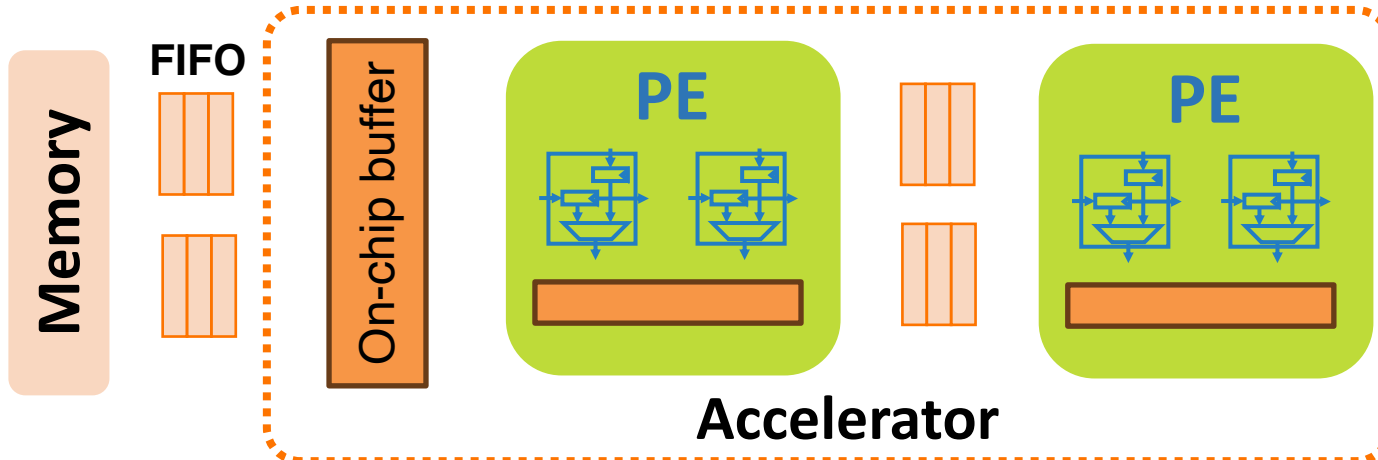 Memory
FIFO
On-chip buffer
PE
PE
Accelerator